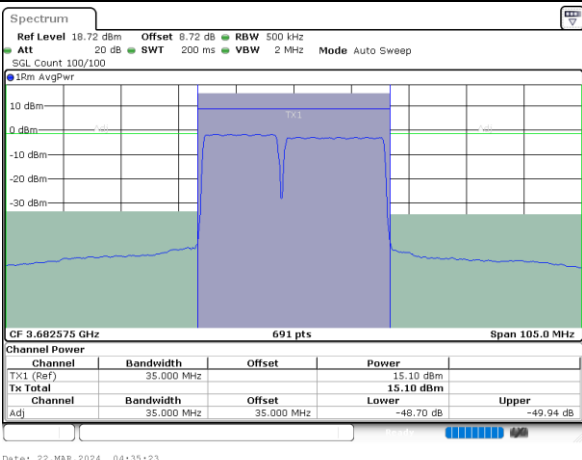 Spectrum
Ref Level 18.72 dBm Offset 8.72 dB RBW 500 kHz
Att 20 dB SWT 200 ms VBW 2 MHz Mode Auto Sweep
SGL Count 100/100
1Rm AvgPwr
10 dBm
TX1
0 dBm Adj Adj
-10 dBm
-20 dBm
-30 dBm
CF 3.682575 GHz 691 pts Span 105.0 MHz
Channel Power
Channel Bandwidth Offset Power
TX1 (Ref) 35.000 MHz 15.10 dBm
Tx Total 15.10 dBm
Channel Bandwidth Offset Lower Upper
Adj 35.000 MHz 35.000 MHz -48.70 dB -49.94 dB
Ready
Date: 22.MAR.2024 04:35:23